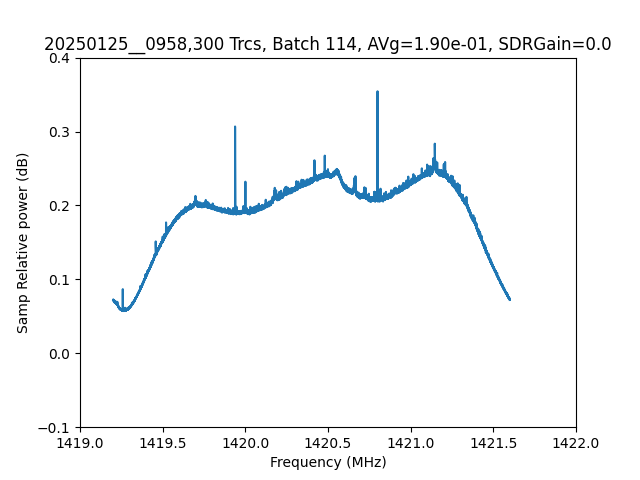 20250125__0958,300 Trcs, Batch 114, AVg=1.90e-01, SDRGain=0.0
0.4
0.3
0.2
0.1
0.0
−0.1
Samp Relative power (dB)
1419.0 1419.5 1420.0 1420.5 1421.0 1421.5 1422.0
Frequency (MHz)